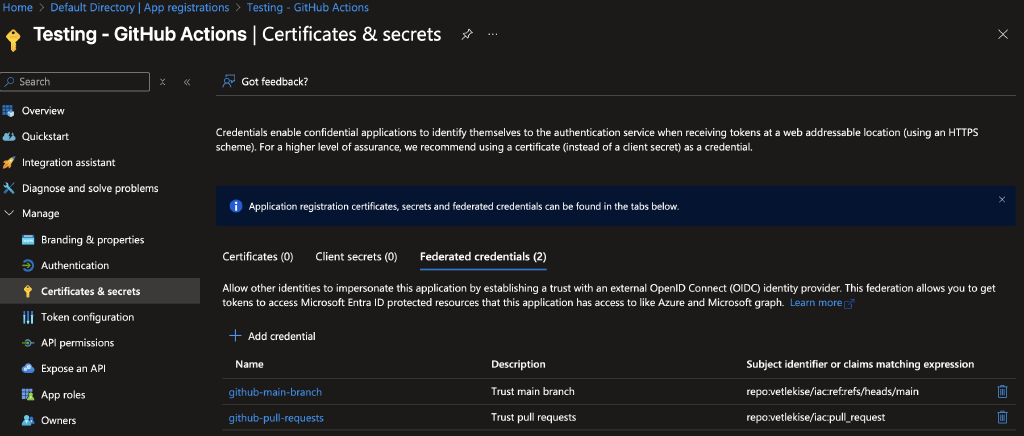 Home > Default Directory | App registrations > Testing - GitHub Actions
Testing - GitHub Actions | Certificates & secrets
Search
Got feedback?
Overview
Quickstart
Integration assistant
Diagnose and solve problems
Manage
Branding & properties
Authentication
Certificates & secrets
Token configuration
API permissions
Expose an API
App roles
Owners
Credentials enable confidential applications to identify themselves to the authentication service when receiving tokens at a web addressable location (using an HTTPS
scheme). For a higher level of assurance, we recommend using a certificate (instead of a client secret) as a credential.
Application registration certificates, secrets and federated credentials can be found in the tabs below.
Certificates (0) Client secrets (0) Federated credentials (2)
Allow other identities to impersonate this application by establishing a trust with an external OpenID Connect (OIDC) identity provider. This federation allows you to get
tokens to access Microsoft Entra ID protected resources that this application has access to like Azure and Microsoft graph. Learn more
Add credential
Name Description Subject identifier or claims matching expression
github-main-branch Trust main branch repo:vetlekise/iac:ref:refs/heads/main
github-pull-requests Trust pull requests repo:vetlekise/iac:pull_request